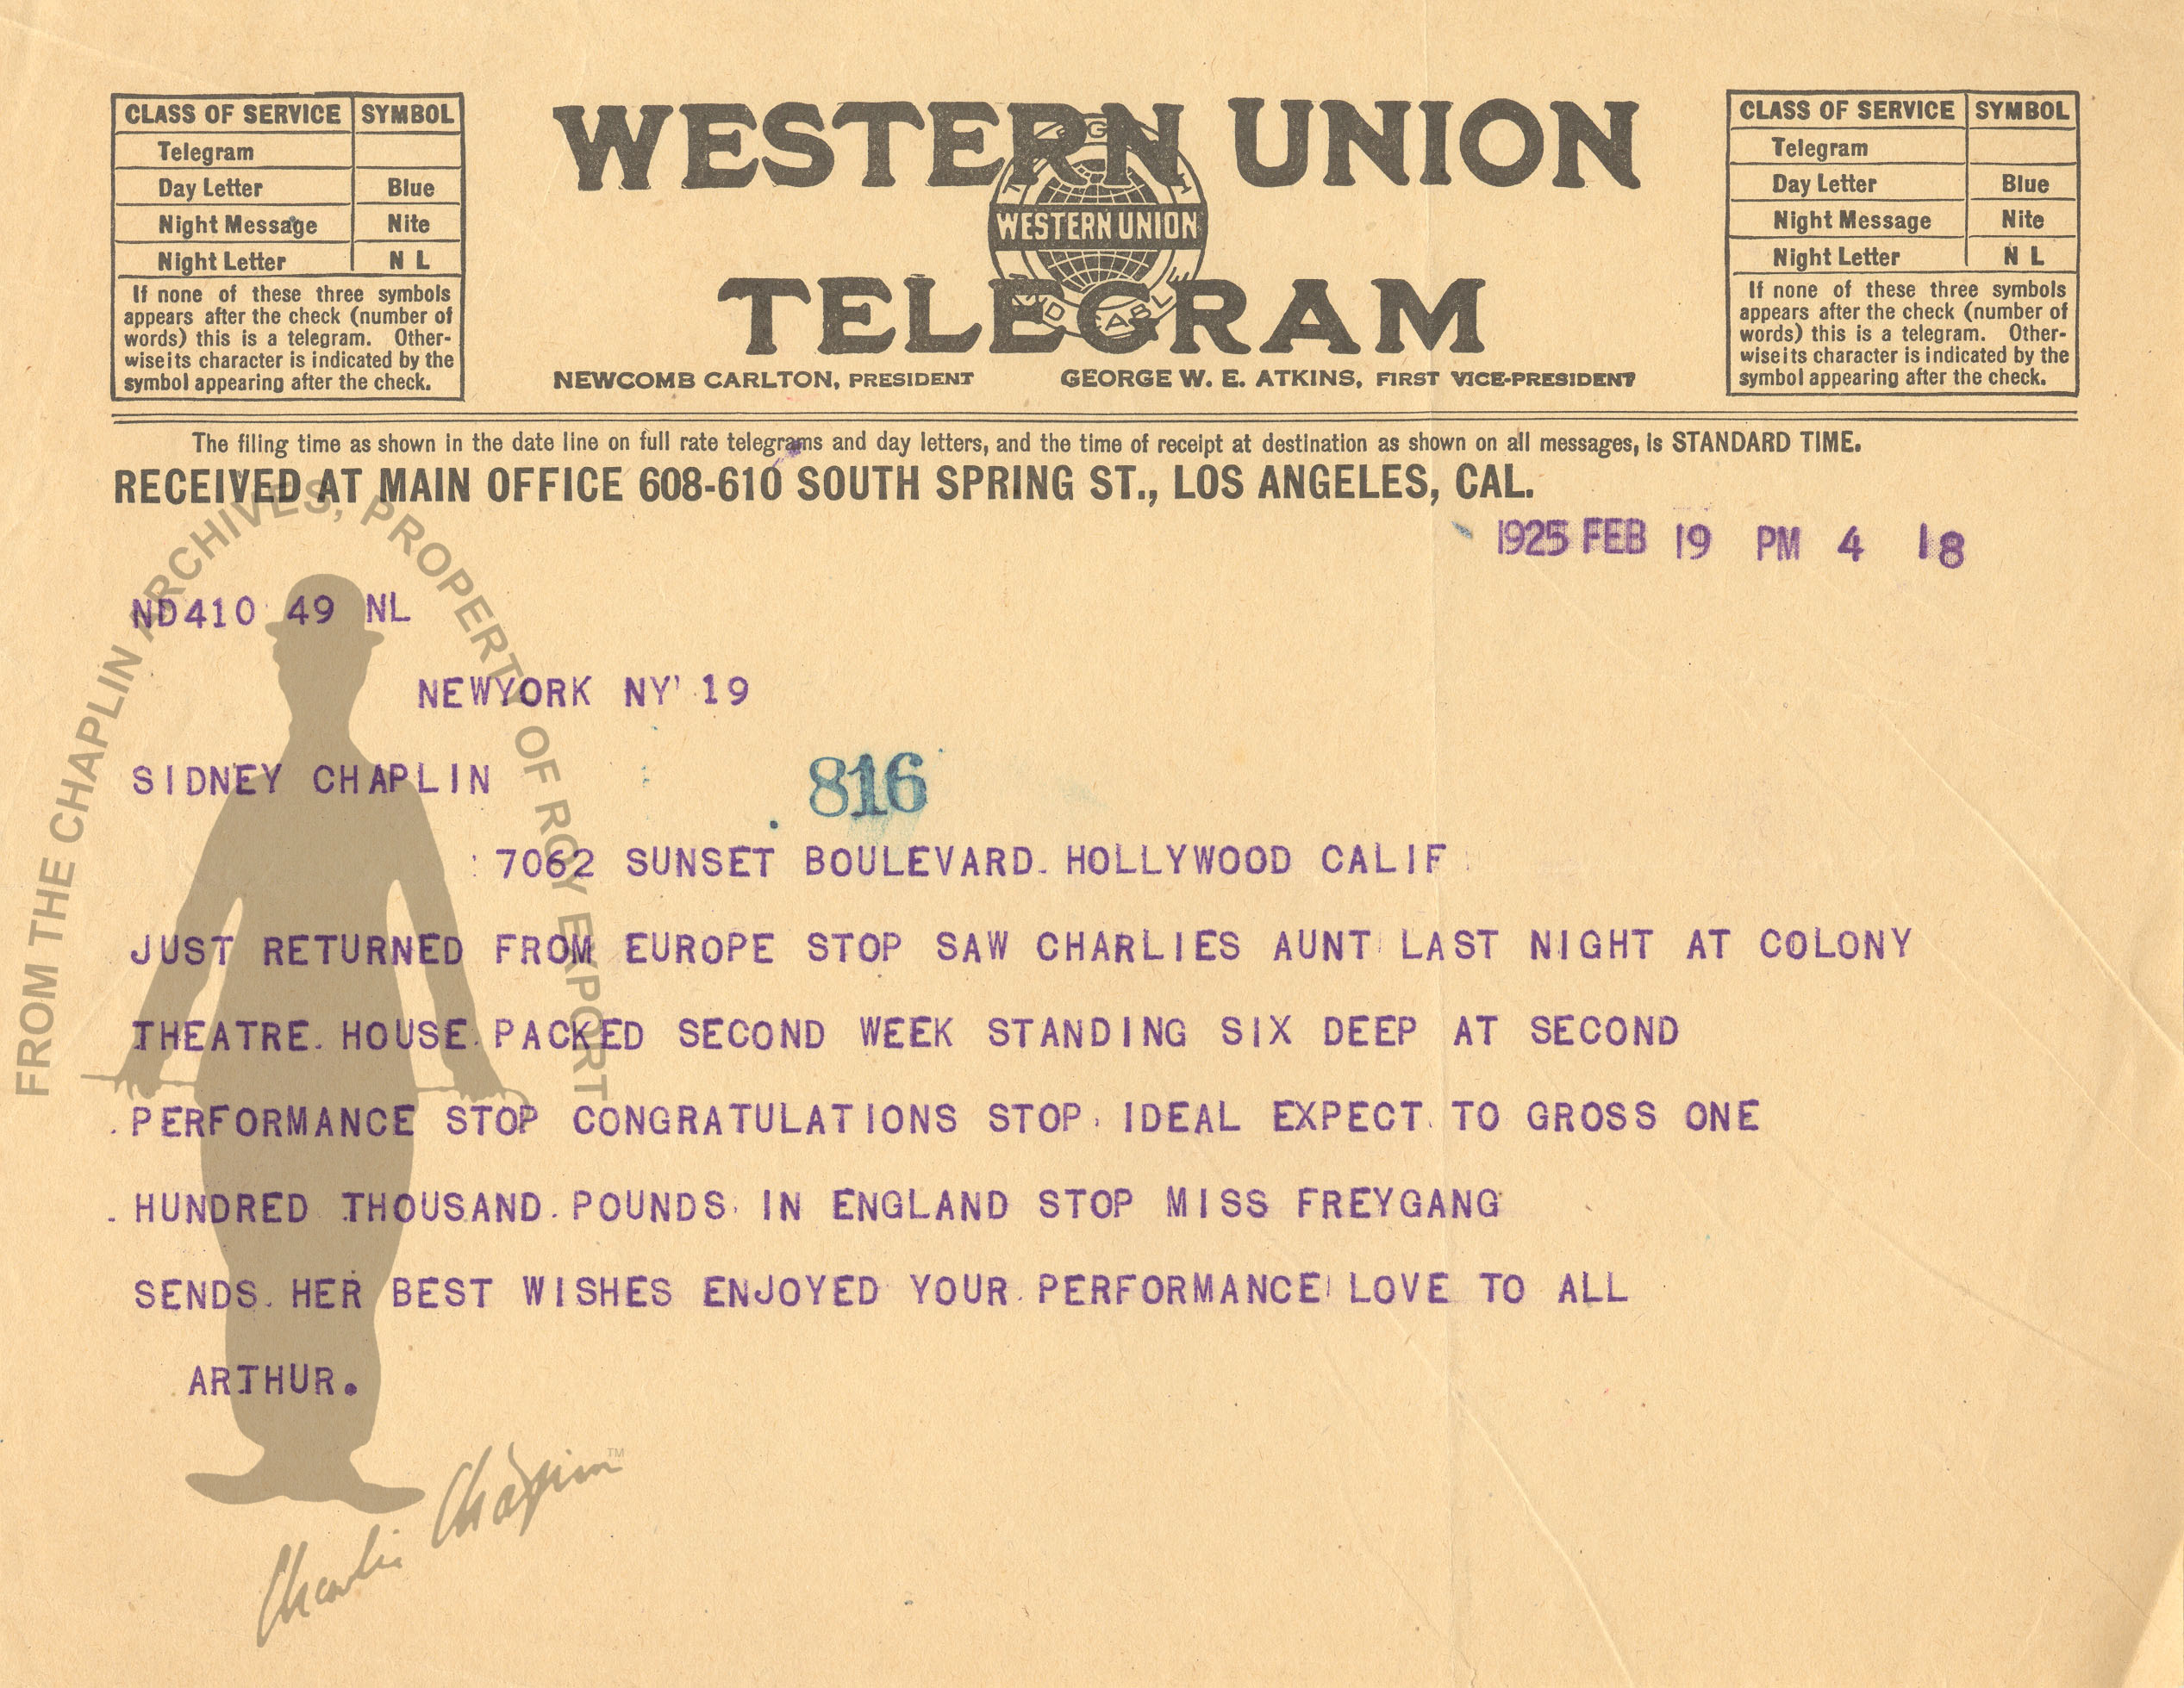 CLASS OF SERVICE SYMBOL
Telegram
Day Letter Blue
Night Message Nite
Night Letter N L
If none of these three symbols
appears after the check (number of
words) this is a telegram. Other-
wise its character is indicated by the
symbol appearing after the check.
WESTERN UNION
WESTERN UNION
TELEGRAM
NEWCOMB CARLTON, PRESIDENT GEORGE W. E. ATKINS, FIRST VICE-PRESIDENT
CLASS OF SERVICE SYMBOL
Telegram
Day Letter Blue
Night Message Nite
Night Letter N L
If none of these three symbols
appears after the check (number of
words) this is a telegram. Other-
wise its character is indicated by the
symbol appearing after the check.
The filing time as shown in the date line on full rate telegrams and day letters, and the time of receipt at destination as shown on all messages, is STANDARD TIME.
RECEIVED AT MAIN OFFICE 608-610 SOUTH SPRING ST., LOS ANGELES, CAL.
1925 FEB 19 PM 4 18
ND410 49 NL
NEWYORK NY 19
SIDNEY CHAPLIN
816
7062 SUNSET BOULEVARD. HOLLYWOOD CALIF
JUST RETURNED FROM EUROPE STOP SAW CHARLIES AUNT LAST NIGHT AT COLONY
THEATRE. HOUSE PACKED SECOND WEEK STANDING SIX DEEP AT SECOND
PERFORMANCE STOP CONGRATULATIONS STOP IDEAL EXPECT TO GROSS ONE
HUNDRED THOUSAND POUNDS IN ENGLAND STOP MISS FREYGANG
SENDS HER BEST WISHES ENJOYED YOUR PERFORMANCE LOVE TO ALL
ARTHUR.
FROM THE CHAPLIN ARCHIVES, PROPERTY OF ROY EXPORT
Charlie Chaplin™